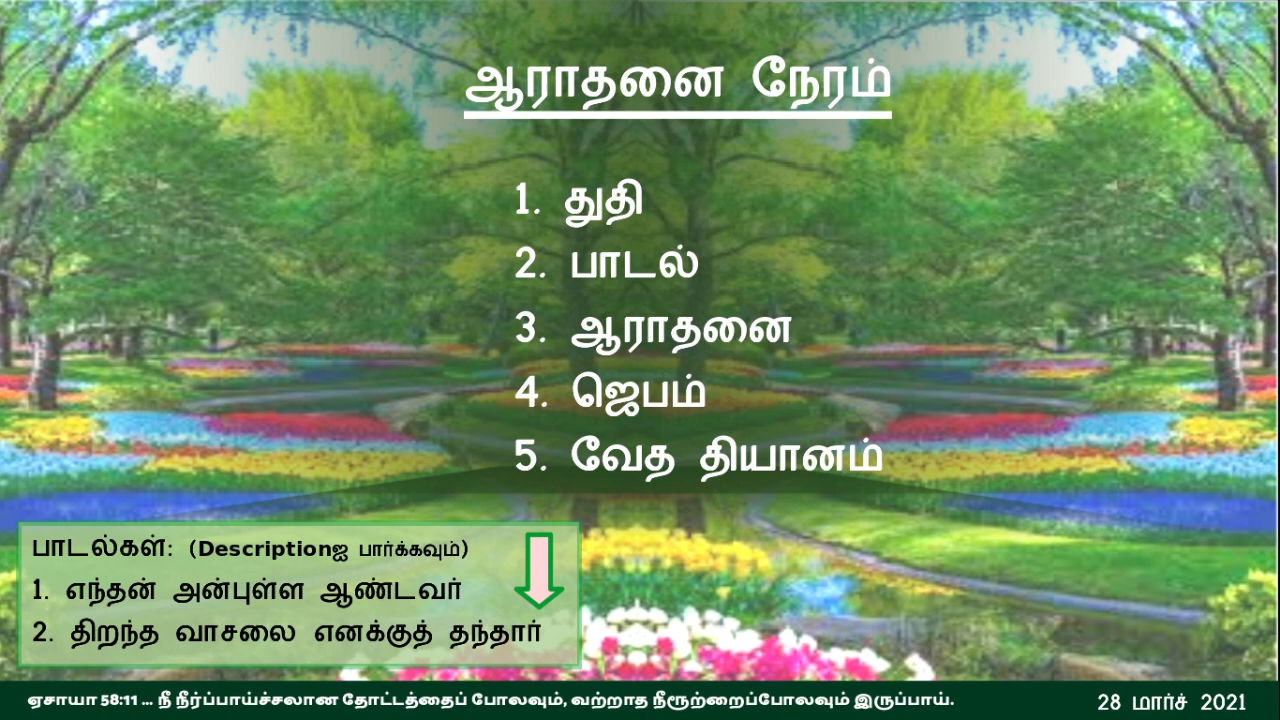 ஆராதனை நேரம்
1. துதி
2. பாடல்
3. ஆராதனை
4. ஜெபம்
5. வேத தியானம்
பாடல்கள்: (Descriptionஐ பார்க்கவும்)
1. எந்தன் அன்புள்ள ஆண்டவர்
2. திறந்த வாசலை எனக்குத் தந்தார்
ஏசாயா 58:11 ... நீ நீர்ப்பாய்ச்சலான தோட்டத்தைப் போலவும், வற்றாத நீரூற்றைப்போலவும் இருப்பாய்.
28 மார்ச் 2021